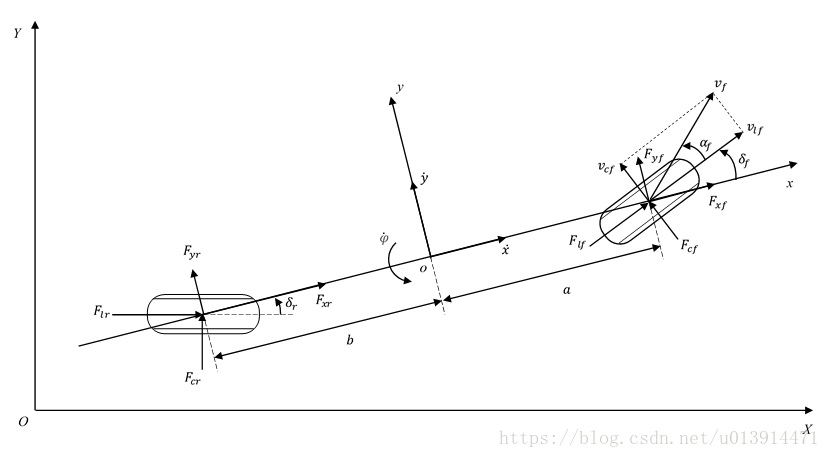 Y
v_f
y
v_lf
α_f
F_yf
v_cf
δ_f
x
ẏ
F_xf
φ̇
F_lf
F_cf
ẋ
F_yr
o
a
δ_r
F_xr
F_lr
b
F_cr
O
X
https://blog.csdn.net/u013914471